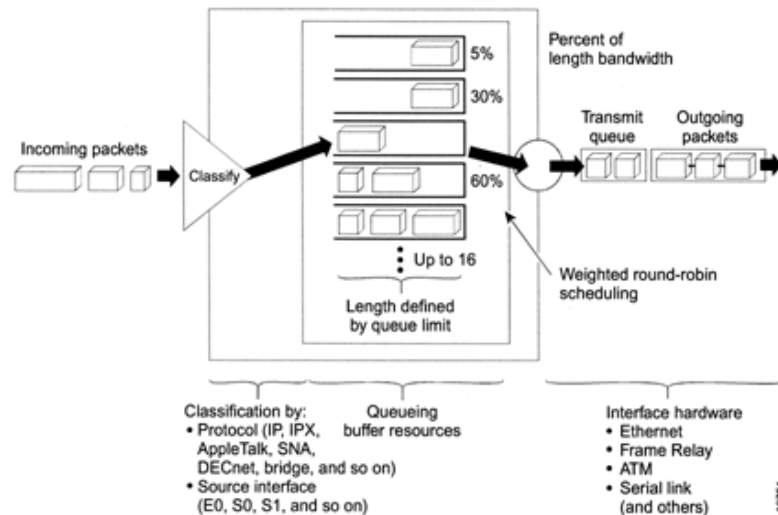 5%
30%
60%
Up to 16
Length defined
by queue limit
Percent of
length bandwidth
Incoming packets
Classify
Transmit
queue
Outgoing
packets
Weighted round-robin
scheduling
Classification by:
• Protocol (IP, IPX,
AppleTalk, SNA,
DECnet, bridge, and so on)
• Source interface
(E0, S0, S1, and so on)
Queueing
buffer resources
Interface hardware
• Ethernet
• Frame Relay
• ATM
• Serial link
(and others)